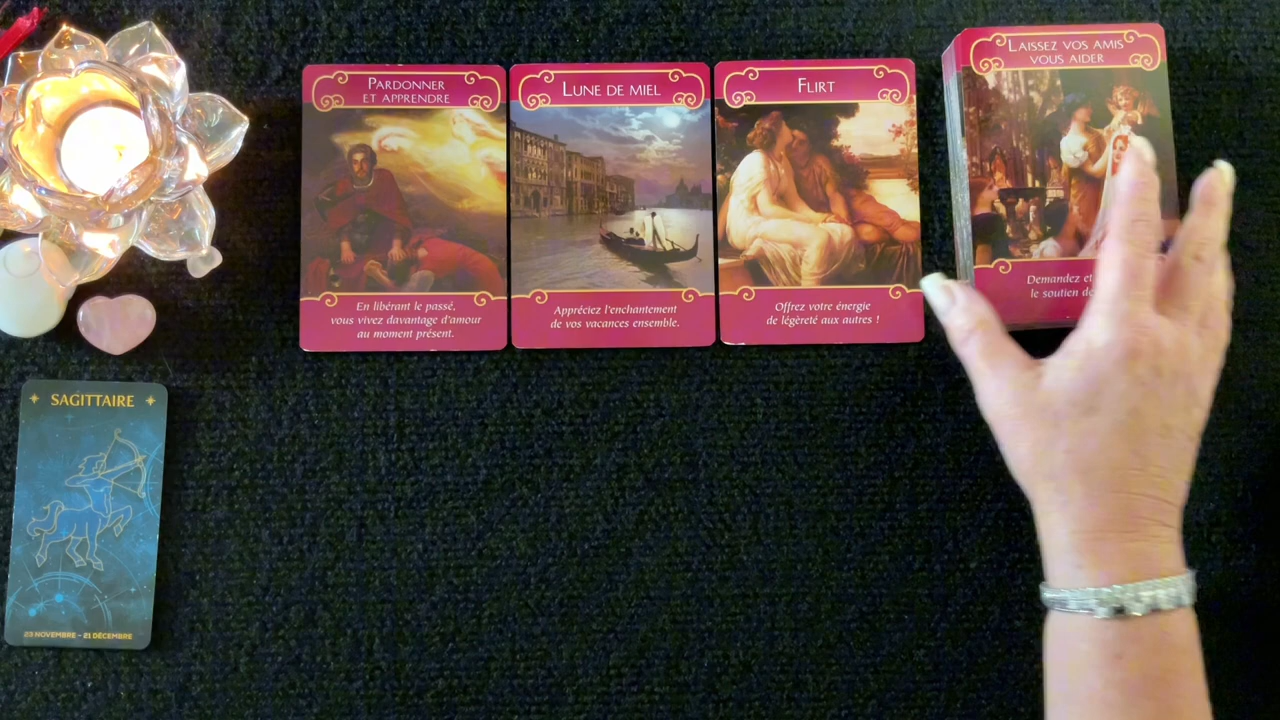 PARDONNER
ET APPRENDRE
En libérant le passé,
vous vivez davantage d'amour
au moment présent.
LUNE DE MIEL
Appréciez l'enchantement
de vos vacances ensemble.
FLIRT
Offrez votre énergie
de légèreté aux autres !
LAISSEZ VOS AMIS
VOUS AIDER
Demandez et
le soutien de
SAGITTAIRE
23 NOVEMBRE - 21 DÉCEMBRE